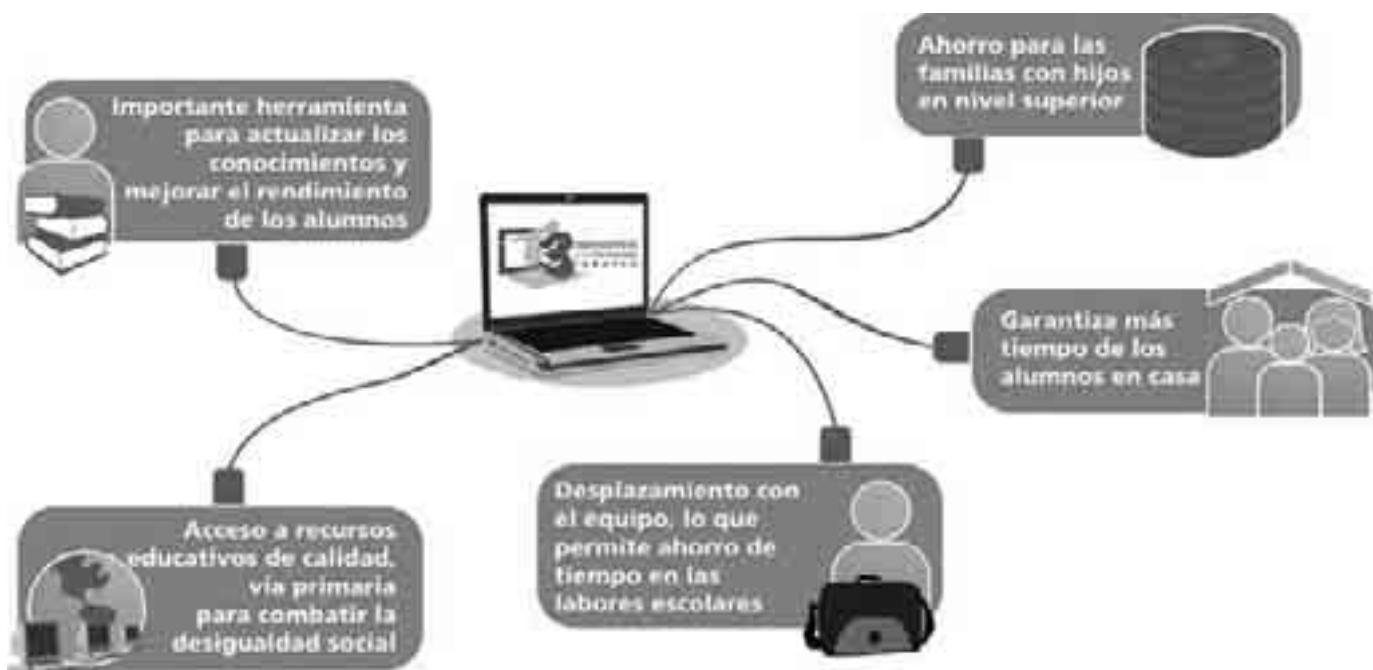 Importante herramienta
para actualizar los
conocimientos y
mejorar el rendimiento
de los alumnos
Ahorro para las
familias con hijos
en nivel superior
Garantiza más
tiempo de los
alumnos en casa
Desplazamiento con
el equipo, lo que
permite ahorro de
tiempo en las
labores escolares
Acceso a recursos
educativos de calidad,
vía primaria
para combatir la
desigualdad social